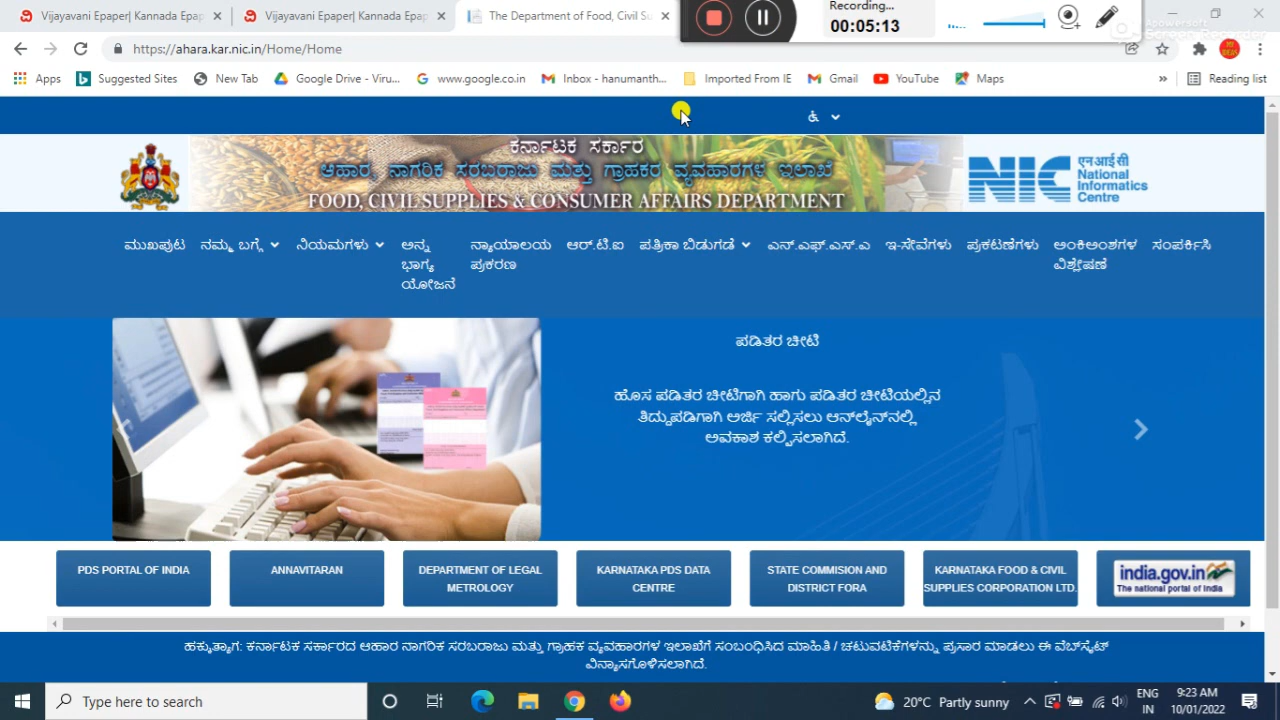 Vijayavani Epaper| Kannada Epap
Vijayavani Epaper| Kannada Epa
The Department of Food, Civil Su
Recording...
00:05:13
Apowersoft
Screen Recorder
https://ahara.kar.nic.in/Home/Home
Apps
Suggested Sites
New Tab
Google Drive - Viru...
www.google.co.in
Inbox - hanumanth...
Imported From IE
Gmail
YouTube
Maps
»
Reading list
ಕರ್ನಾಟಕ ಸರ್ಕಾರ
ಆಹಾರ, ನಾಗರಿಕ ಸರಬರಾಜು ಮತ್ತು ಗ್ರಾಹಕರ ವ್ಯವಹಾರಗಳ ಇಲಾಖೆ
FOOD, CIVIL SUPPLIES & CONSUMER AFFAIRS DEPARTMENT
NIC
एन आई सी
National
Informatics
Centre
ಮುಖಪುಟ
ನಮ್ಮ ಬಗ್ಗೆ
ನಿಯಮಗಳು
ಅನ್ನ
ಭಾಗ್ಯ
ಯೋಜನೆ
ನ್ಯಾಯಾಲಯ
ಪ್ರಕರಣ
ಆರ್.ಟಿ.ಐ
ಪತ್ರಿಕಾ ಬಿಡುಗಡೆ
ಎನ್.ಎಫ್.ಎಸ್.ಎ
ಇ-ಸೇವೆಗಳು
ಪ್ರಕಟಣೆಗಳು
ಅಂಕಿಅಂಶಗಳ
ವಿಶ್ಲೇಷಣೆ
ಸಂಪರ್ಕಿಸಿ
ಪಡಿತರ ಚೀಟಿ
ಹೊಸ ಪಡಿತರ ಚೀಟಿಗಾಗಿ ಹಾಗು ಪಡಿತರ ಚೀಟಿಯಲ್ಲಿನ
ತಿದ್ದುಪಡಿಗಾಗಿ ಅರ್ಜಿ ಸಲ್ಲಿಸಲು ಆನ್‌ಲೈನ್‌ನಲ್ಲಿ
ಅವಕಾಶ ಕಲ್ಪಿಸಲಾಗಿದೆ.
PDS PORTAL OF INDIA
ANNAVITARAN
DEPARTMENT OF LEGAL
METROLOGY
KARNATAKA PDS DATA
CENTRE
STATE COMMISION AND
DISTRICT FORA
KARNATAKA FOOD & CIVIL
SUPPLIES CORPORATION LTD.
india.gov.in
The national portal of India
ಹಕ್ಕುತ್ಯಾಗ: ಕರ್ನಾಟಕ ಸರ್ಕಾರದ ಆಹಾರ ನಾಗರಿಕ ಸರಬರಾಜು ಮತ್ತು ಗ್ರಾಹಕ ವ್ಯವಹಾರಗಳ ಇಲಾಖೆಗೆ ಸಂಬಂಧಿಸಿದ ಮಾಹಿತಿ / ಚಟುವಟಿಕೆಗಳನ್ನು ಪ್ರಸಾರ ಮಾಡಲು ಈ ವೆಬ್‌ಸೈಟ್
ವಿನ್ಯಾಸಗೊಳಿಸಲಾಗಿದೆ.
Type here to search
20°C Partly sunny
ENG
IN
9:23 AM
10/01/2022